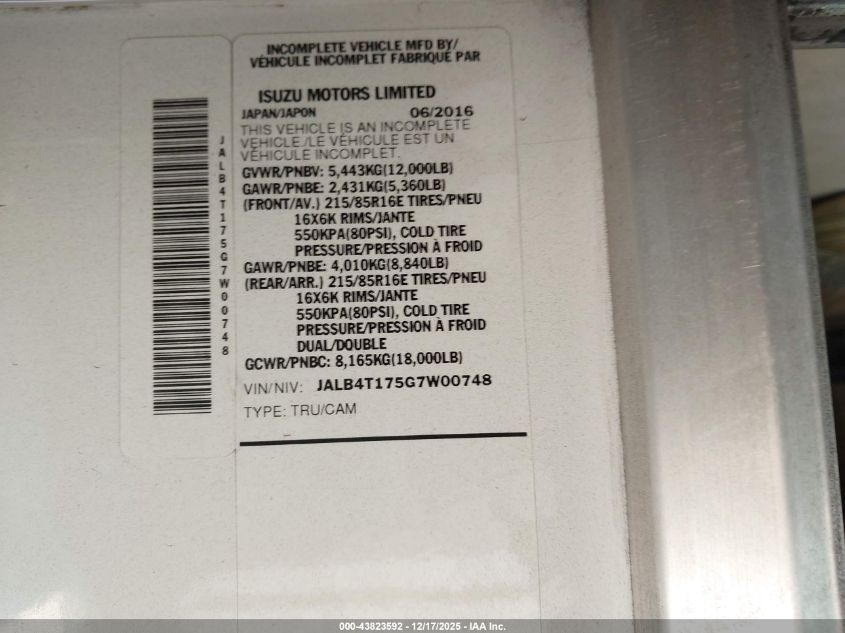 INCOMPLETE VEHICLE MFD BY/
VÉHICULE INCOMPLET FABRIQUÉ PAR
ISUZU MOTORS LIMITED
JAPAN/JAPON 06/2016
THIS VEHICLE IS AN INCOMPLETE
VEHICLE./LE VÉHICULE EST UN
VÉHICULE INCOMPLET.
GVWR/PNBV: 5,443KG(12,000LB)
GAWR/PNBE: 2,431KG(5,360LB)
(FRONT/AV.) 215/85R16E TIRES/PNEU
16X6K RIMS/JANTE
550KPA(80PSI), COLD TIRE
PRESSURE/PRESSION À FROID
GAWR/PNBE: 4,010KG(8,840LB)
(REAR/ARR.) 215/85R16E TIRES/PNEU
16X6K RIMS/JANTE
550KPA(80PSI), COLD TIRE
PRESSURE/PRESSION À FROID
DUAL/DOUBLE
GCWR/PNBC: 8,165KG(18,000LB)
VIN/NIV: JALB4T175G7W00748
TYPE: TRU/CAM
JALB4T175G7W00748
000-43823592 - 12/17/2025 - IAA Inc.